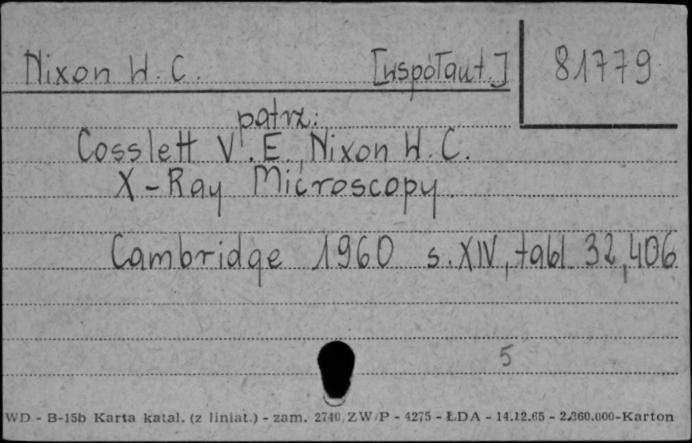 Nixon W. C. [współaut.] 81779
patrz:
Cosslett V. E., Nixon W. C.
X-Ray Microscopy.
Cambridge 1960 s. XIV, tabl. 32, 406
5
WD - B-15b Karta katal. (z liniat.) - zam. 2740 ZW/P - 4275 - ŁDA - 14.12.65 - 2.860.000-Karton